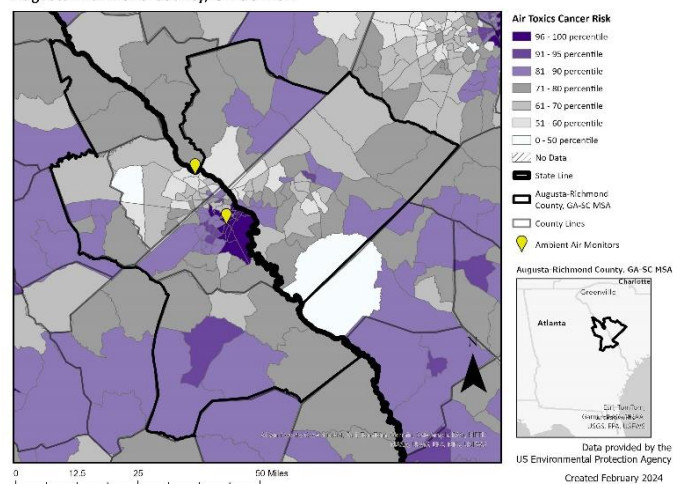 Air Toxics Cancer Risk
96 - 100 percentile
91 - 95 percentile
81 - 90 percentile
71 - 80 percentile
61 - 70 percentile
51 - 60 percentile
0 - 50 percentile
No Data
State Line
Augusta-Richmond
County, GA-SC MSA
County Lines
Ambient Air Monitors
Augusta-Richmond County, GA-SC MSA
Charlotte
Greenville
Atlanta
USGS, EPA, USFWS
N
0 12.5 25 50 Miles
Data provided by the
US Environmental Protection Agency
Created February 2024